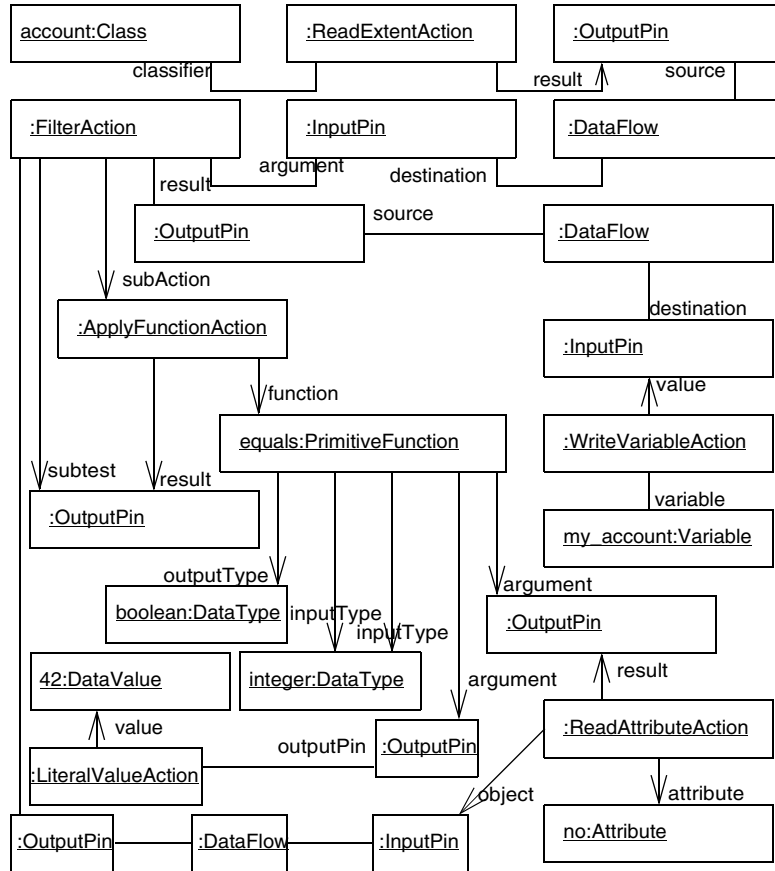 account:Class
:ReadExtentAction
:OutputPin
classifier
result
source
:FilterAction
:InputPin
:DataFlow
result
argument
destination
:OutputPin
source
:DataFlow
subAction
destination
:ApplyFunctionAction
:InputPin
function
value
equals:PrimitiveFunction
:WriteVariableAction
subtest
result
variable
:OutputPin
my_account:Variable
outputType
argument
boolean:DataType
inputType
:OutputPin
inputType
42:DataValue
integer:DataType
argument
result
value
outputPin
:OutputPin
:ReadAttributeAction
:LiteralValueAction
object
attribute
:OutputPin
:DataFlow
:InputPin
no:Attribute